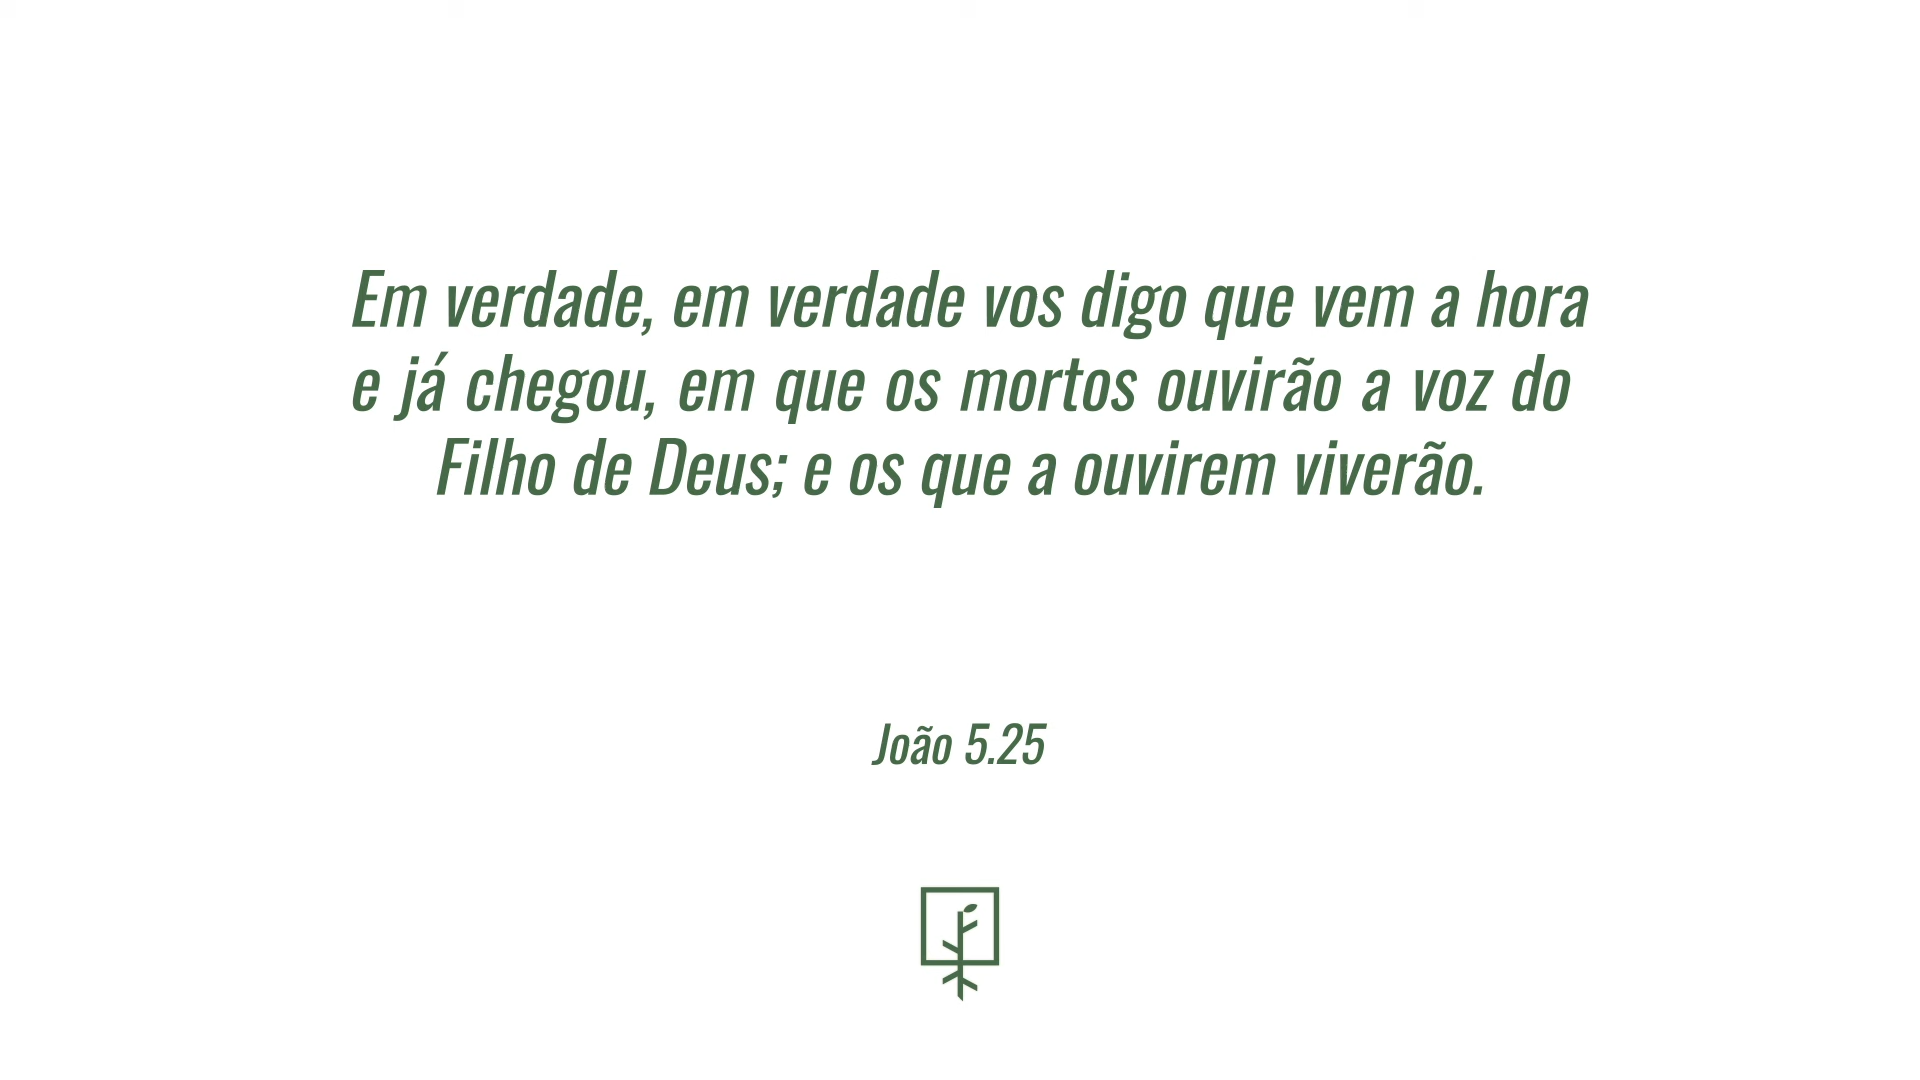 Em verdade, em verdade vos digo que vem a hora
e já chegou, em que os mortos ouvirão a voz do
Filho de Deus; e os que a ouvirem viverão.
João 5.25